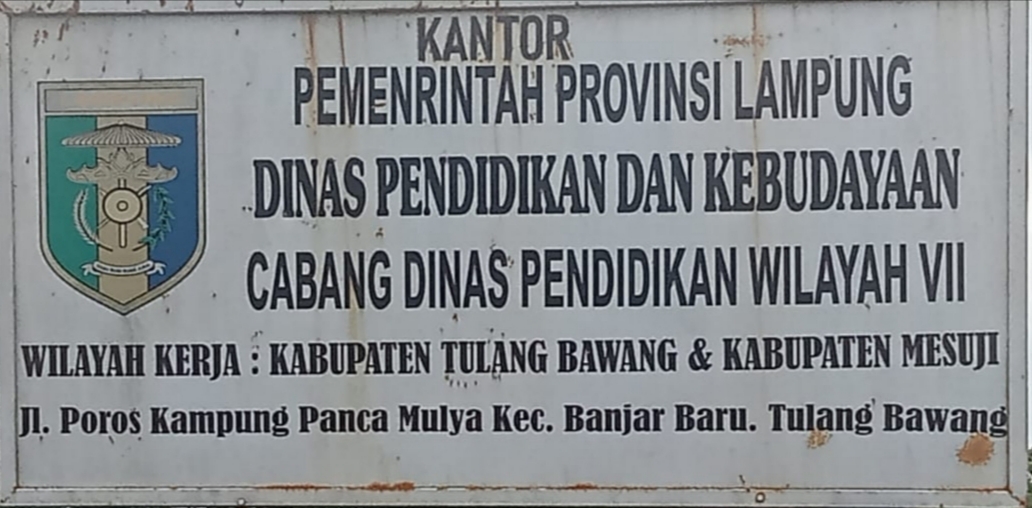 KANTOR
PEMENRINTAH PROVINSI LAMPUNG
DINAS PENDIDIKAN DAN KEBUDAYAAN
CABANG DINAS PENDIDIKAN WILAYAH VII
WILAYAH KERJA : KABUPATEN TULANG BAWANG & KABUPATEN MESUJI
Jl. Poros Kampung Panca Mulya Kec. Banjar Baru. Tulang Bawang